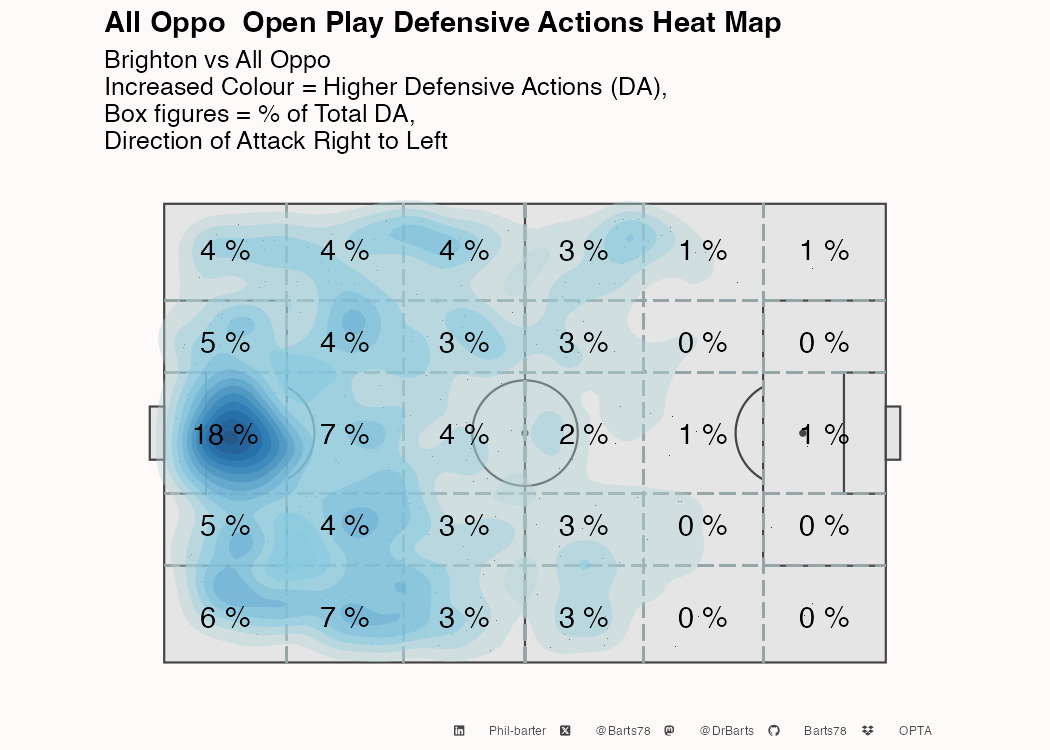 All Oppo  Open Play Defensive Actions Heat Map
Brighton vs All Oppo
Increased Colour = Higher Defensive Actions (DA),
Box figures = % of Total DA,
Direction of Attack Right to Left
4 % 4 % 4 % 3 % 1 % 1 %
5 % 4 % 3 % 3 % 0 % 0 %
18 % 7 % 4 % 2 % 1 % 1 %
5 % 4 % 3 % 3 % 0 % 0 %
6 % 7 % 3 % 3 % 0 % 0 %
Phil-barter @Barts78 @DrBarts Barts78 OPTA